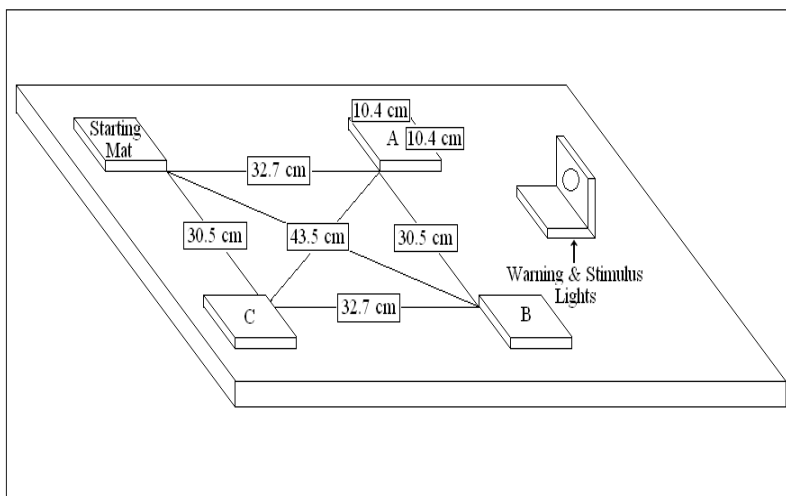 10.4 cm
Starting
Mat
A
10.4 cm
32.7 cm
30.5 cm
43.5 cm
30.5 cm
Warning & Stimulus
Lights
C
32.7 cm
B